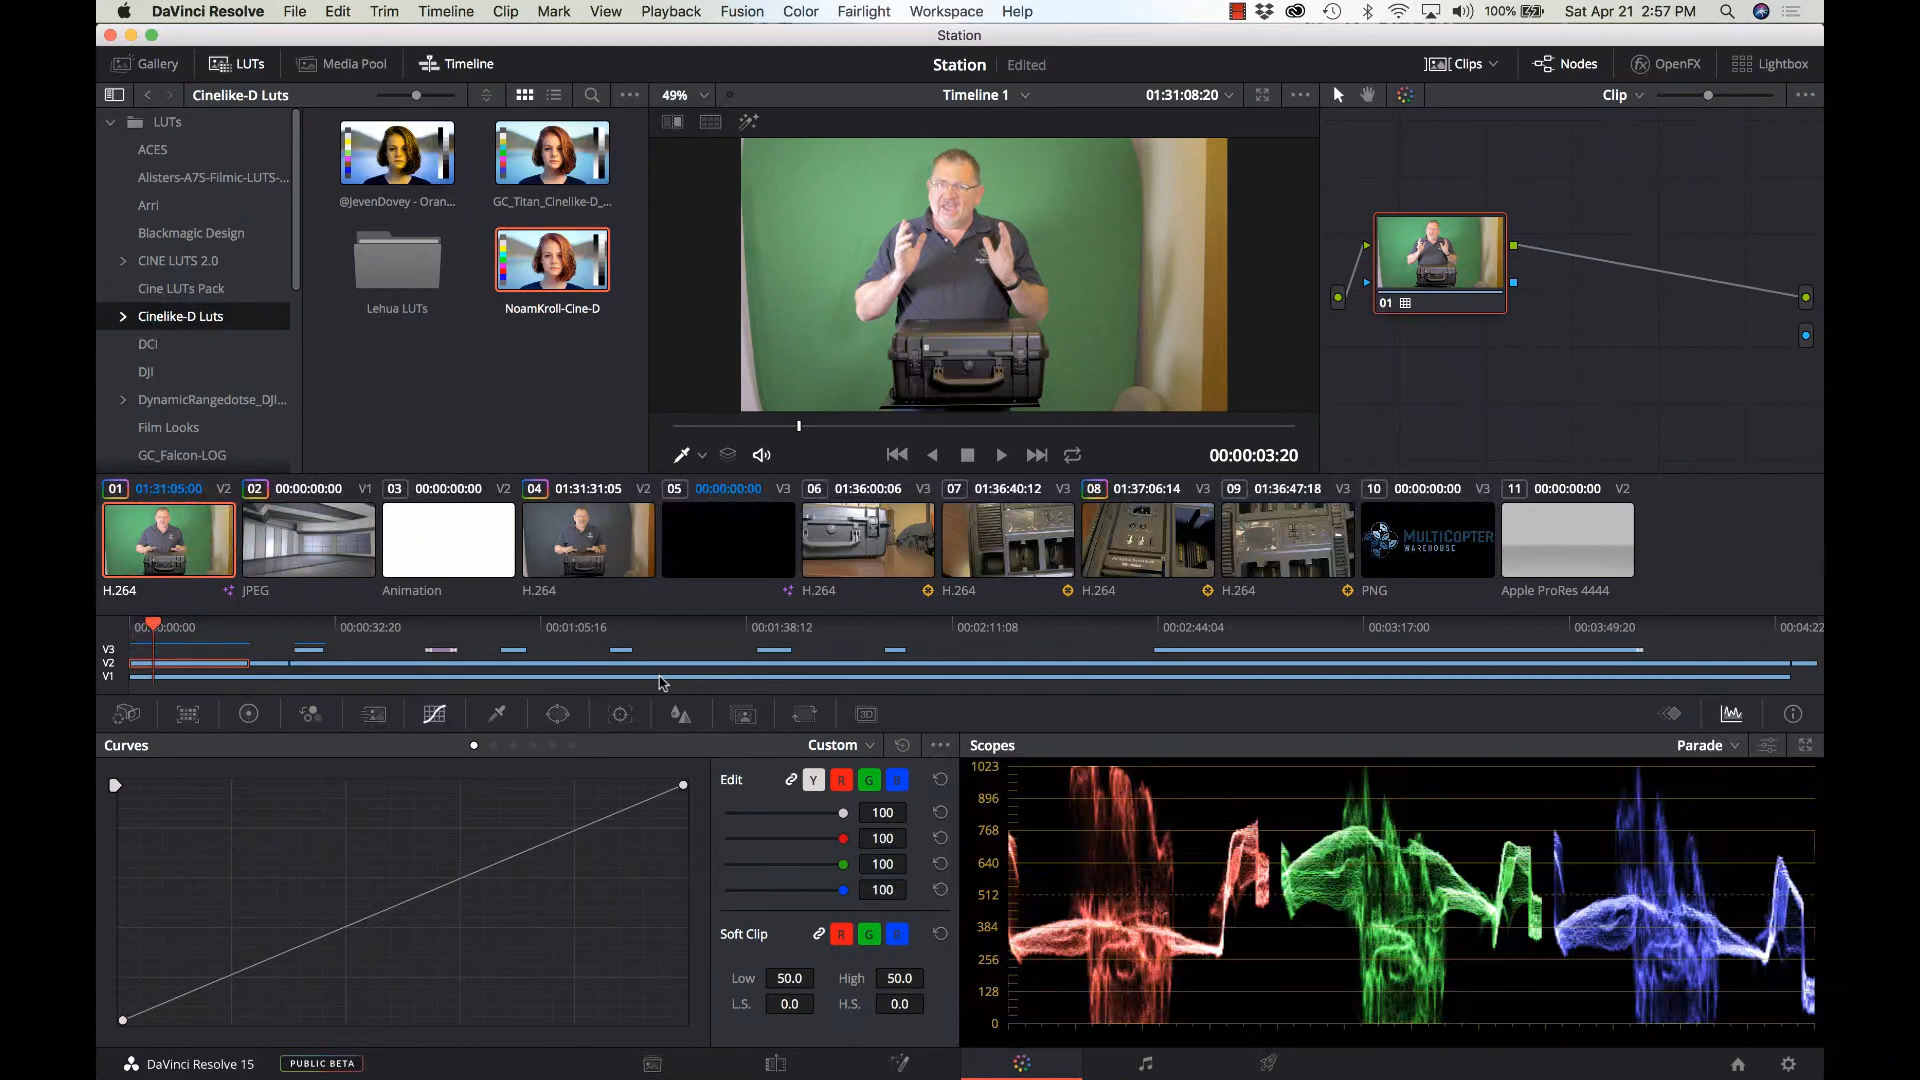 DaVinci Resolve File Edit Trim Timeline Clip Mark View Playback Fusion Color Fairlight Workspace Help 100% Sat Apr 21 2:57 PM
Station
Gallery LUTs Media Pool Timeline Station Edited Clips Nodes OpenFX Lightbox
Cinelike-D Luts 49% Timeline 1 01:31:08:20 Clip
LUTs
ACES
Alisters-A7S-Filmic-LUTS-...
Arri
Blackmagic Design
CINE LUTS 2.0
Cine LUTs Pack
Cinelike-D Luts
DCI
DJI
DynamicRangedotse_DJI...
Film Looks
GC_Falcon-LOG
@JevenDovey - Oran...
GC_Titan_Cinelike-D_...
Lehua LUTs
NoamKroll-Cine-D
01
00:00:03:20
01 01:31:05:00 V2 02 00:00:00:00 V1 03 00:00:00:00 V2 04 01:31:31:05 V2 05 00:00:00:00 V3 06 01:36:00:06 V3 07 01:36:40:12 V3 08 01:37:06:14 V3 09 01:36:47:18 V3 10 00:00:00:00 V3 11 00:00:00:00 V2
MULTICOPTER
WAREHOUSE
H.264 JPEG Animation H.264 H.264 H.264 H.264 H.264 PNG Apple ProRes 4444
00:00:32:20 00:01:05:16 00:01:38:12 00:02:11:08 00:02:44:04 00:03:17:00 00:03:49:20 00:04:22
V3
V2
V1
3D
Curves Custom Scopes Parade
Edit Y R G B
100
100
100
100
Soft Clip R G B
Low 50.0 High 50.0
L.S. 0.0 H.S. 0.0
1023
896
768
640
512
384
256
128
0
DaVinci Resolve 15 PUBLIC BETA